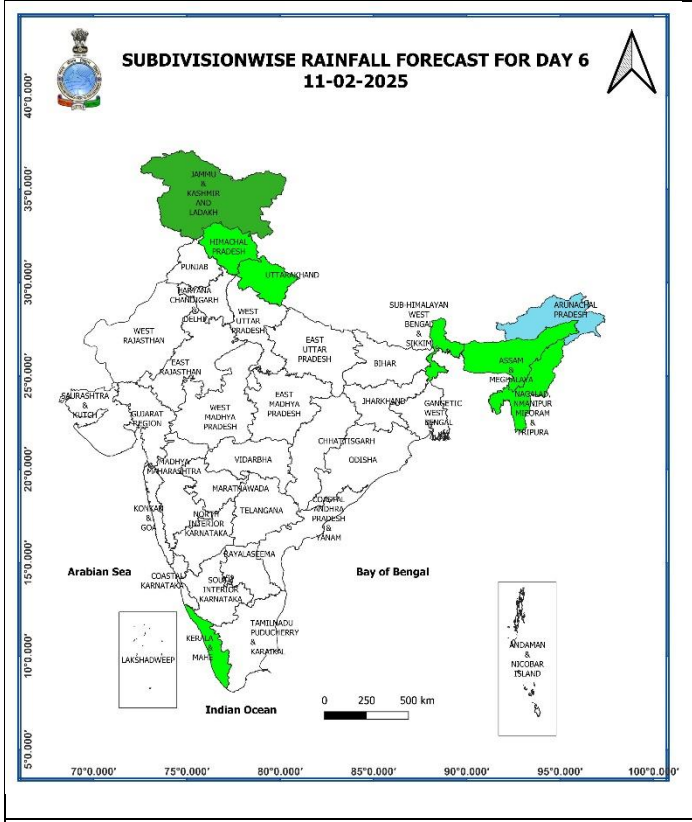 SUBDIVISIONWISE RAINFALL FORECAST FOR DAY 6
11-02-2025
40°0.000'
35°0.000'
30°0.000'
25°0.000'
20°0.000'
15°0.000'
10°0.000'
5°0.000'
JAMMU
&
KASHMIR
AND
LADAKH
HIMACHAL
PRADESH
PUNJAB
UTTARAKHAND
HARYANA
CHANDIGARH
&
DELHI
WEST
UTTAR
PRADESH
WEST
RAJASTHAN
EAST
RAJASTHAN
EAST
UTTAR
PRADESH
SUB-HIMALAYAN
WEST
BENGAL
&
SIKKIM
ARUNACHAL
PRADESH
BIHAR
ASSAM
&
MEGHALAYA
NAGALAD,
NMANIPUR
MIZORAM
&
TRIPURA
SAURASHTRA
&
KUTCH
GUJARAT
REGION
WEST
MADHYA
PRADESH
EAST
MADHYA
PRADESH
JHARKHAND
GANGETIC
WEST
BENGAL
CHHATTISGARH
ODISHA
MADHYA
MAHARASHTRA
VIDARBHA
MARATHAWADA
KONKAN
&
GOA
NORTH
INTERIOR
KARNATAKA
TELANGANA
COASTAL
ANDHRA
PRADESH
&
YANAM
RAYALASEEMA
Arabian Sea
Bay of Bengal
COASTAL
KARNATAKA
SOUTH
INTERIOR
KARNATAKA
TAMILNADU
PUDUCHERRY
&
KARAIKAL
KERALA
&
MAHE
LAKSHADWEEP
ANDAMAN
&
NICOBAR
ISLAND
Indian Ocean
0 250 500 km
70°0.000' 75°0.000' 80°0.000' 85°0.000' 90°0.000' 95°0.000' 100°0.000'